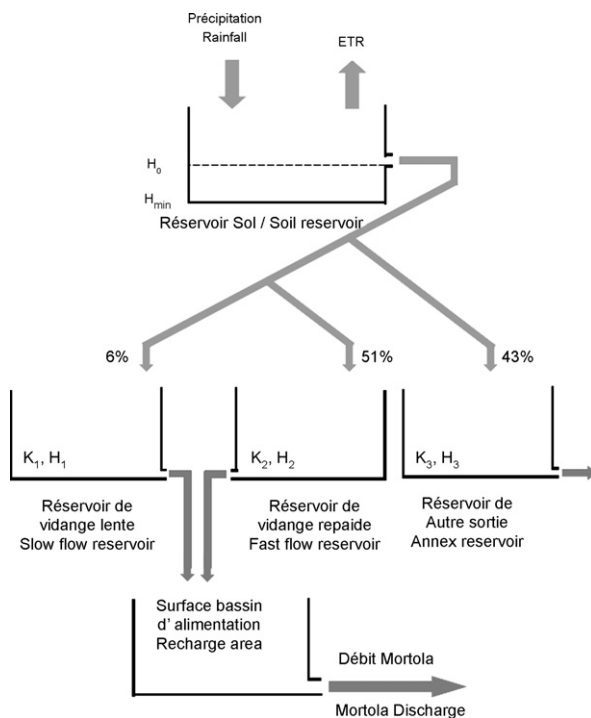 Précipitation
Rainfall
ETR
H₀
Hmin
Réservoir Sol / Soil reservoir
6%
51%
43%
K₁, H₁
K₂, H₂
K₃, H₃
Réservoir de
vidange lente
Slow flow reservoir
Réservoir de
vidange repaide
Fast flow reservoir
Réservoir de
Autre sortie
Annex reservoir
Surface bassin
d' alimentation
Recharge area
Débit Mortola
Mortola Discharge